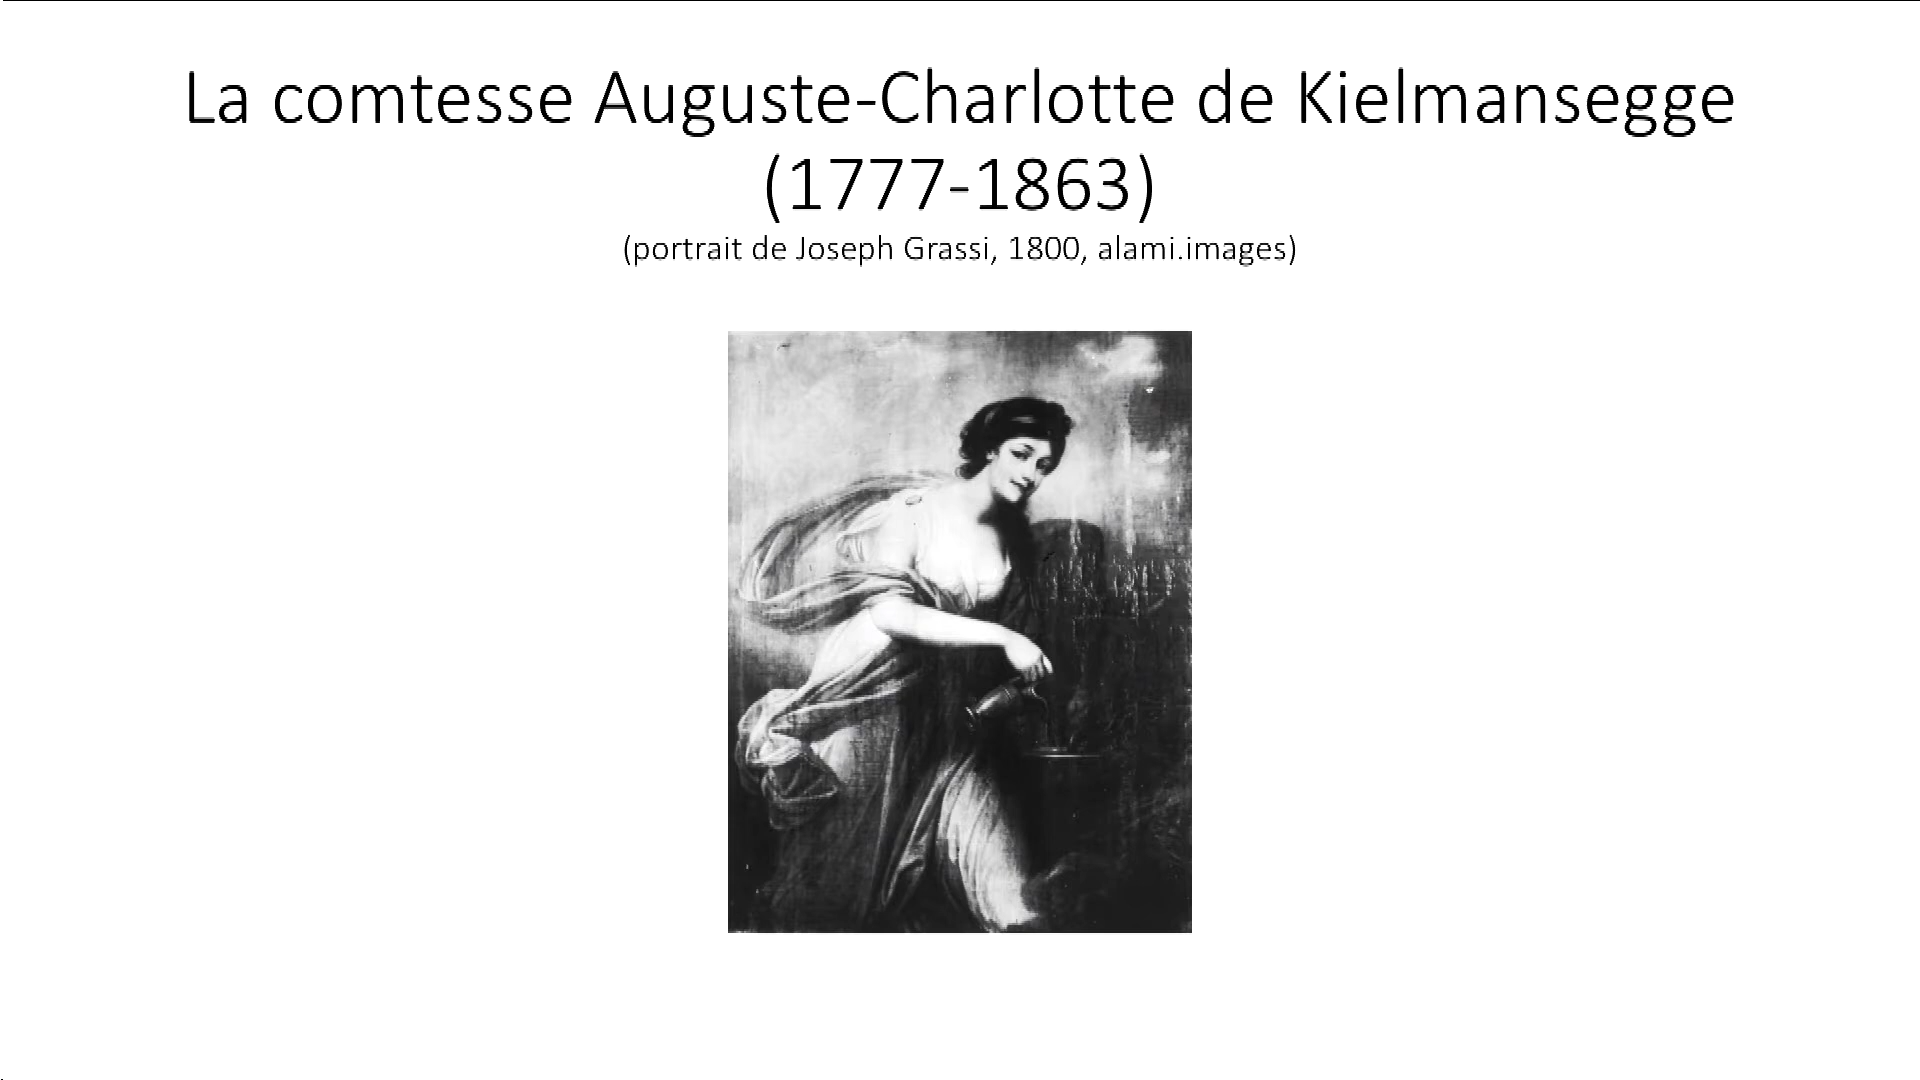 La comtesse Auguste-Charlotte de Kielmansegge
(1777-1863)
(portrait de Joseph Grassi, 1800, alami.images)